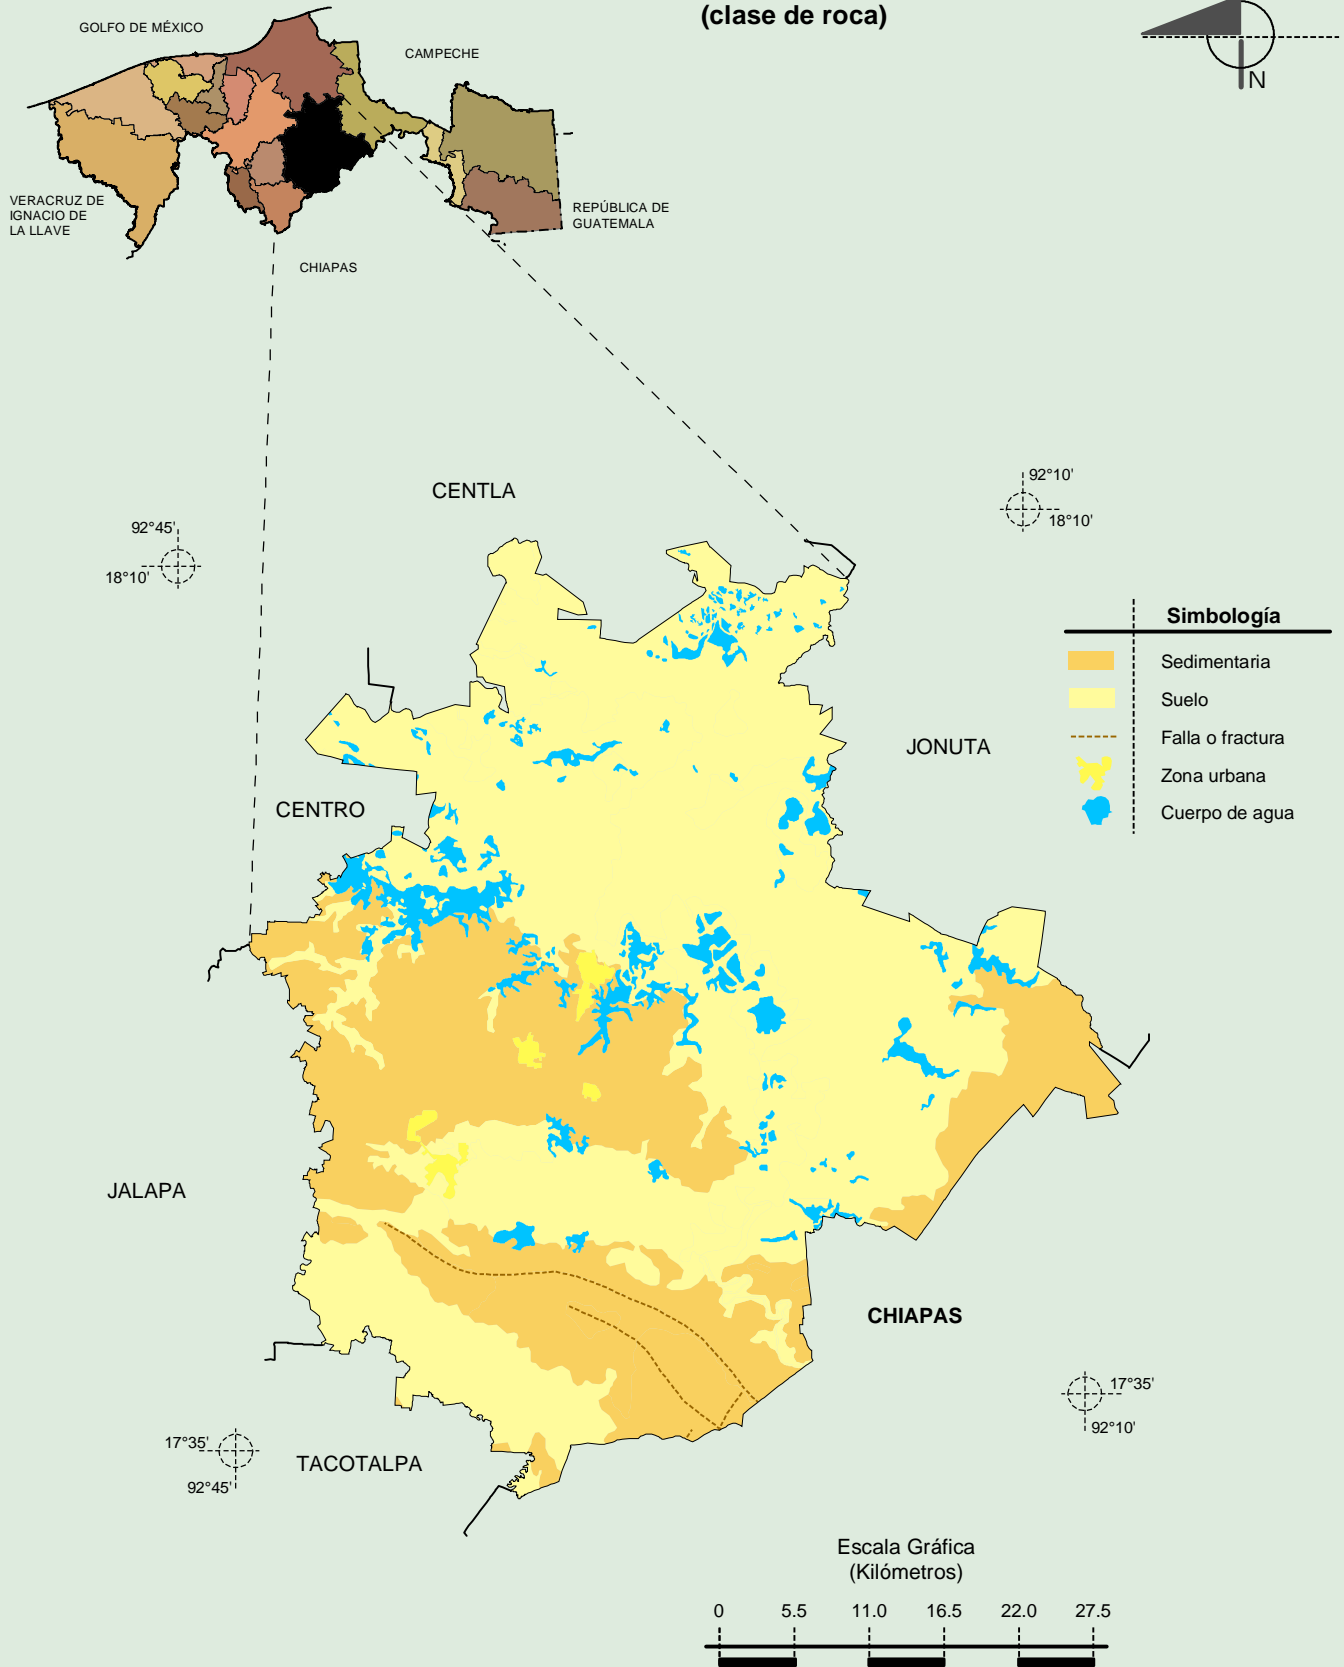 (clase de roca)
GOLFO DE MÉXICO
CAMPECHE
N
VERACRUZ DE
IGNACIO DE
LA LLAVE
REPÚBLICA DE
GUATEMALA
CHIAPAS
92°10'
18°10'
CENTLA
92°45'
18°10'
Simbología
Sedimentaria
Suelo
Falla o fractura
Zona urbana
Cuerpo de agua
JONUTA
CENTRO
JALAPA
CHIAPAS
17°35'
92°10'
17°35'
92°45'
TACOTALPA
Escala Gráfica
(Kilómetros)
0 5.5 11.0 16.5 22.0 27.5